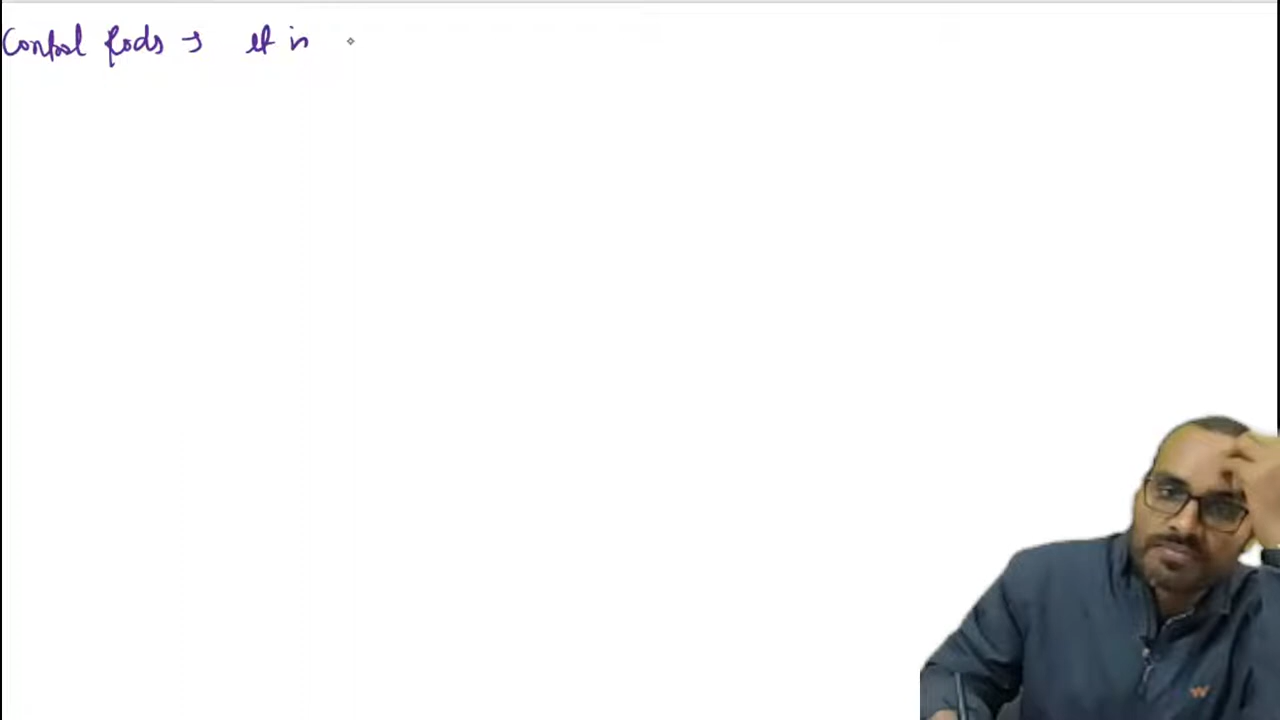 Control Rods → It is